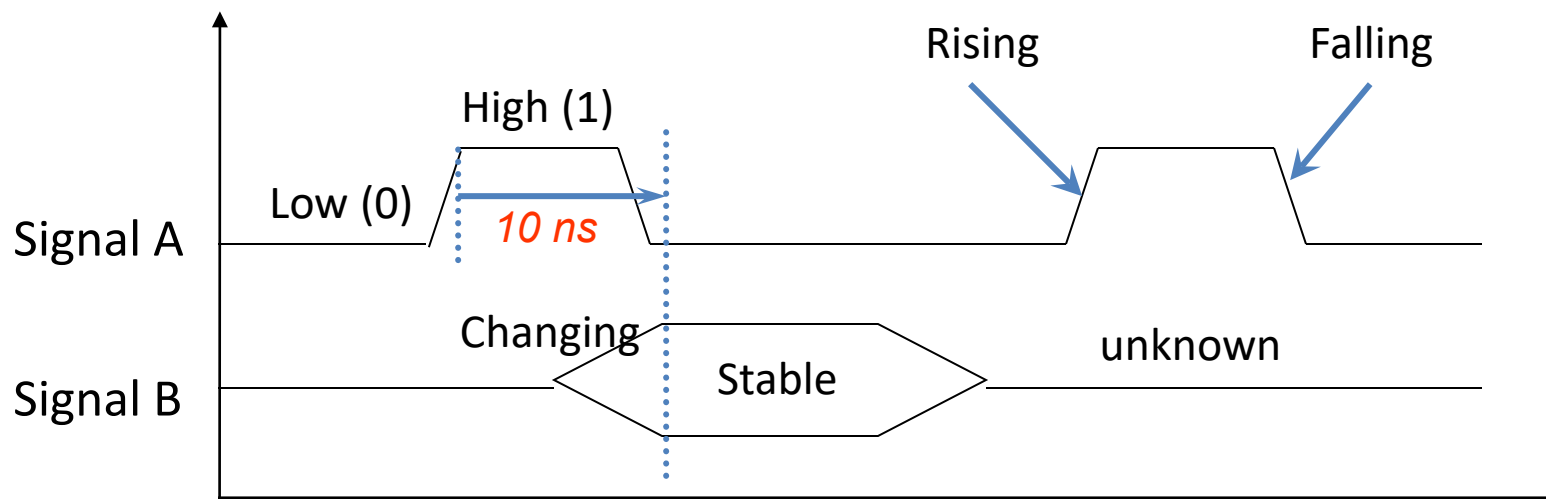 Rising
Falling
High (1)
Low (0)
10 ns
Signal A
Changing
unknown
Stable
Signal B